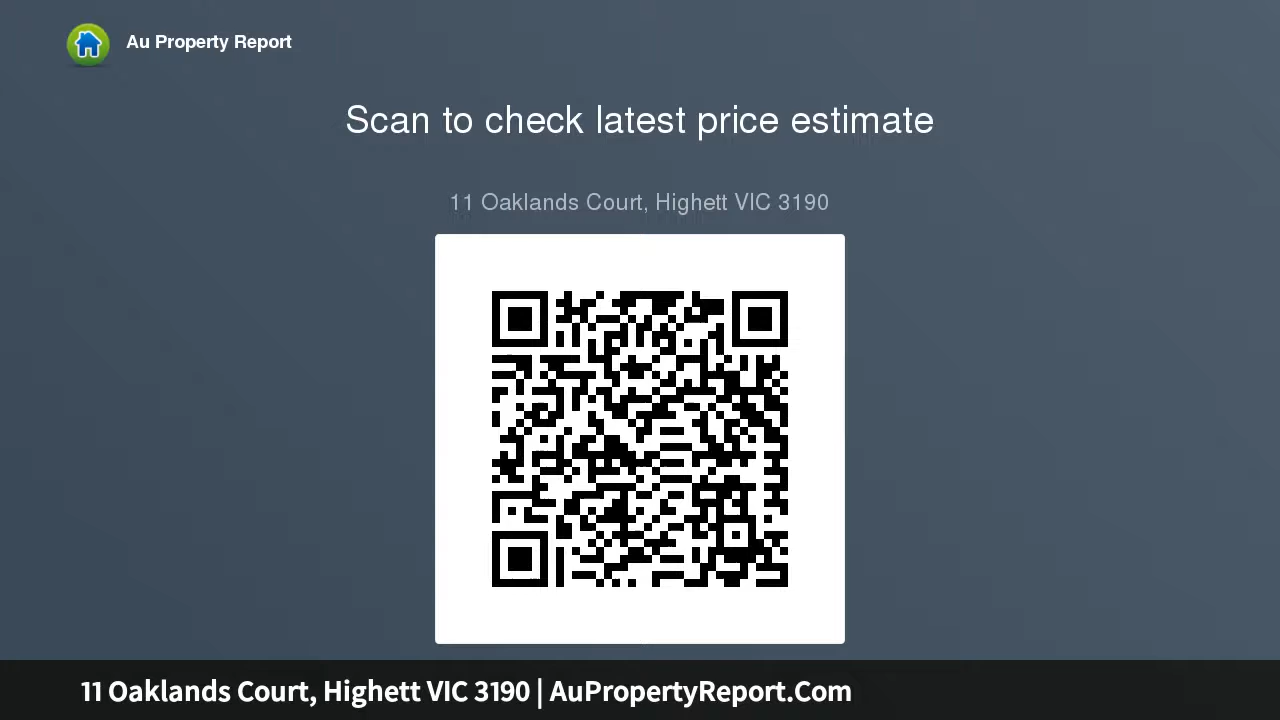 Au Property Report
Scan to check latest price estimate
11 Oaklands Court, Highett VIC 3190
11 Oaklands Court, Highett VIC 3190 | AuPropertyReport.Com